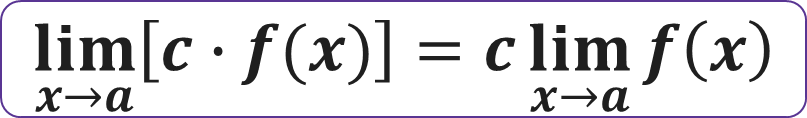 lim[c · f(x)] = c lim f(x)
x→a x→a